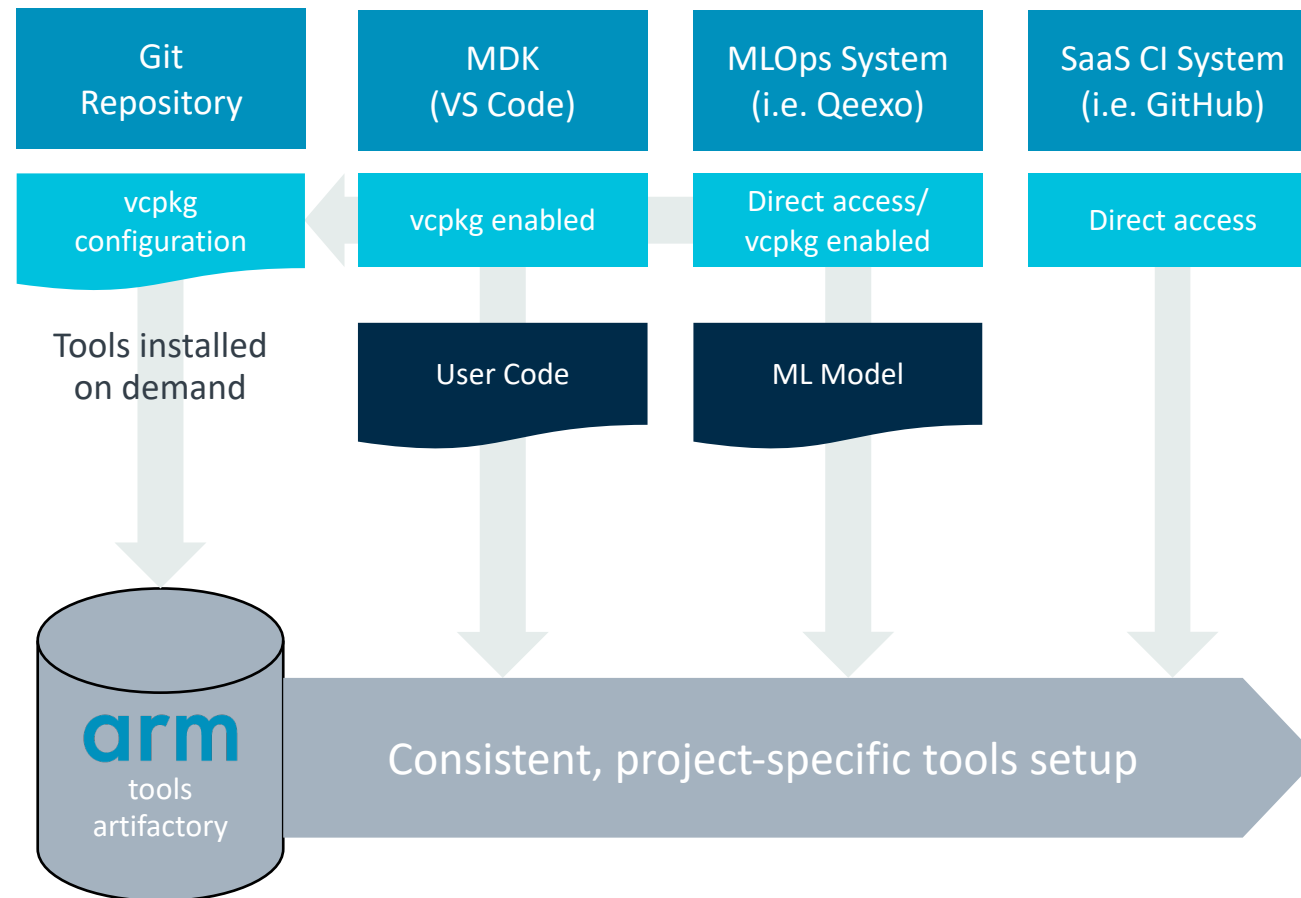 Git
Repository
MDK
(VS Code)
MLOps System
(i.e. Qeexo)
SaaS CI System
(i.e. GitHub)
vcpkg
configuration
vcpkg enabled
Direct access/
vcpkg enabled
Direct access
Tools installed
on demand
User Code
ML Model
arm
tools
artifactory
Consistent, project-specific tools setup